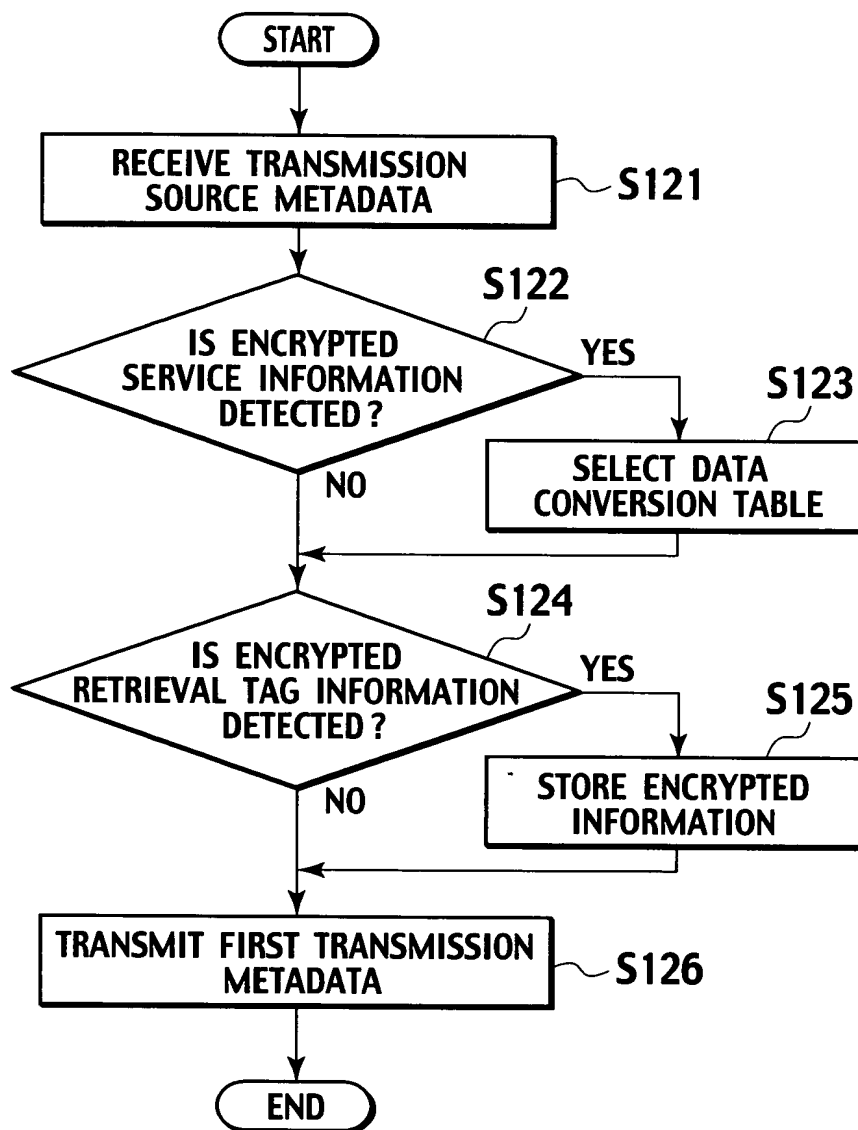 START
RECEIVE TRANSMISSION
SOURCE METADATA
S121
S122
IS ENCRYPTED
SERVICE INFORMATION
DETECTED?
YES
S123
SELECT DATA
CONVERSION TABLE
NO
S124
IS ENCRYPTED
RETRIEVAL TAG INFORMATION
DETECTED?
YES
S125
STORE ENCRYPTED
INFORMATION
NO
TRANSMIT FIRST TRANSMISSION
METADATA
S126
END